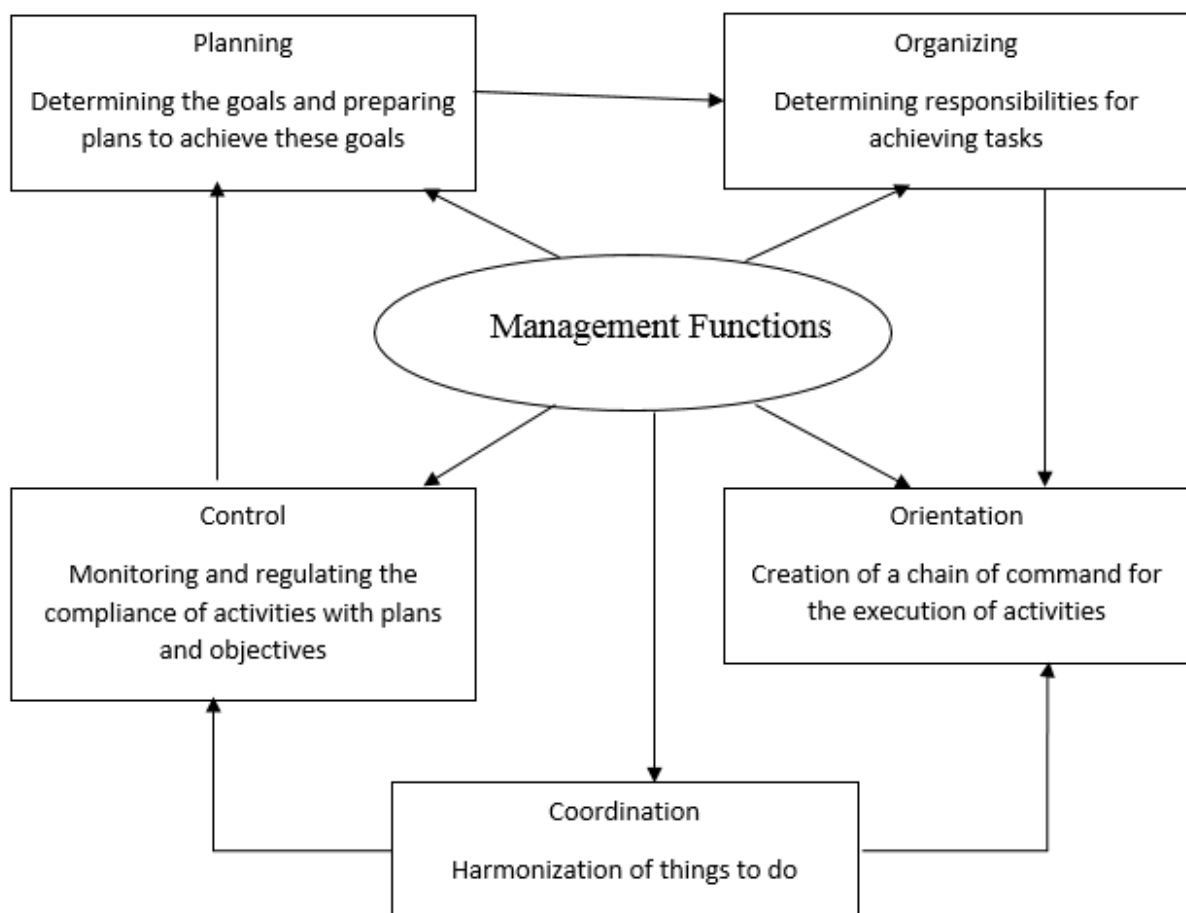 Planning
Determining the goals and preparing
plans to achieve these goals
Organizing
Determining responsibilities for
achieving tasks
Management Functions
Control
Monitoring and regulating the
compliance of activities with plans
and objectives
Orientation
Creation of a chain of command for
the execution of activities
Coordination
Harmonization of things to do